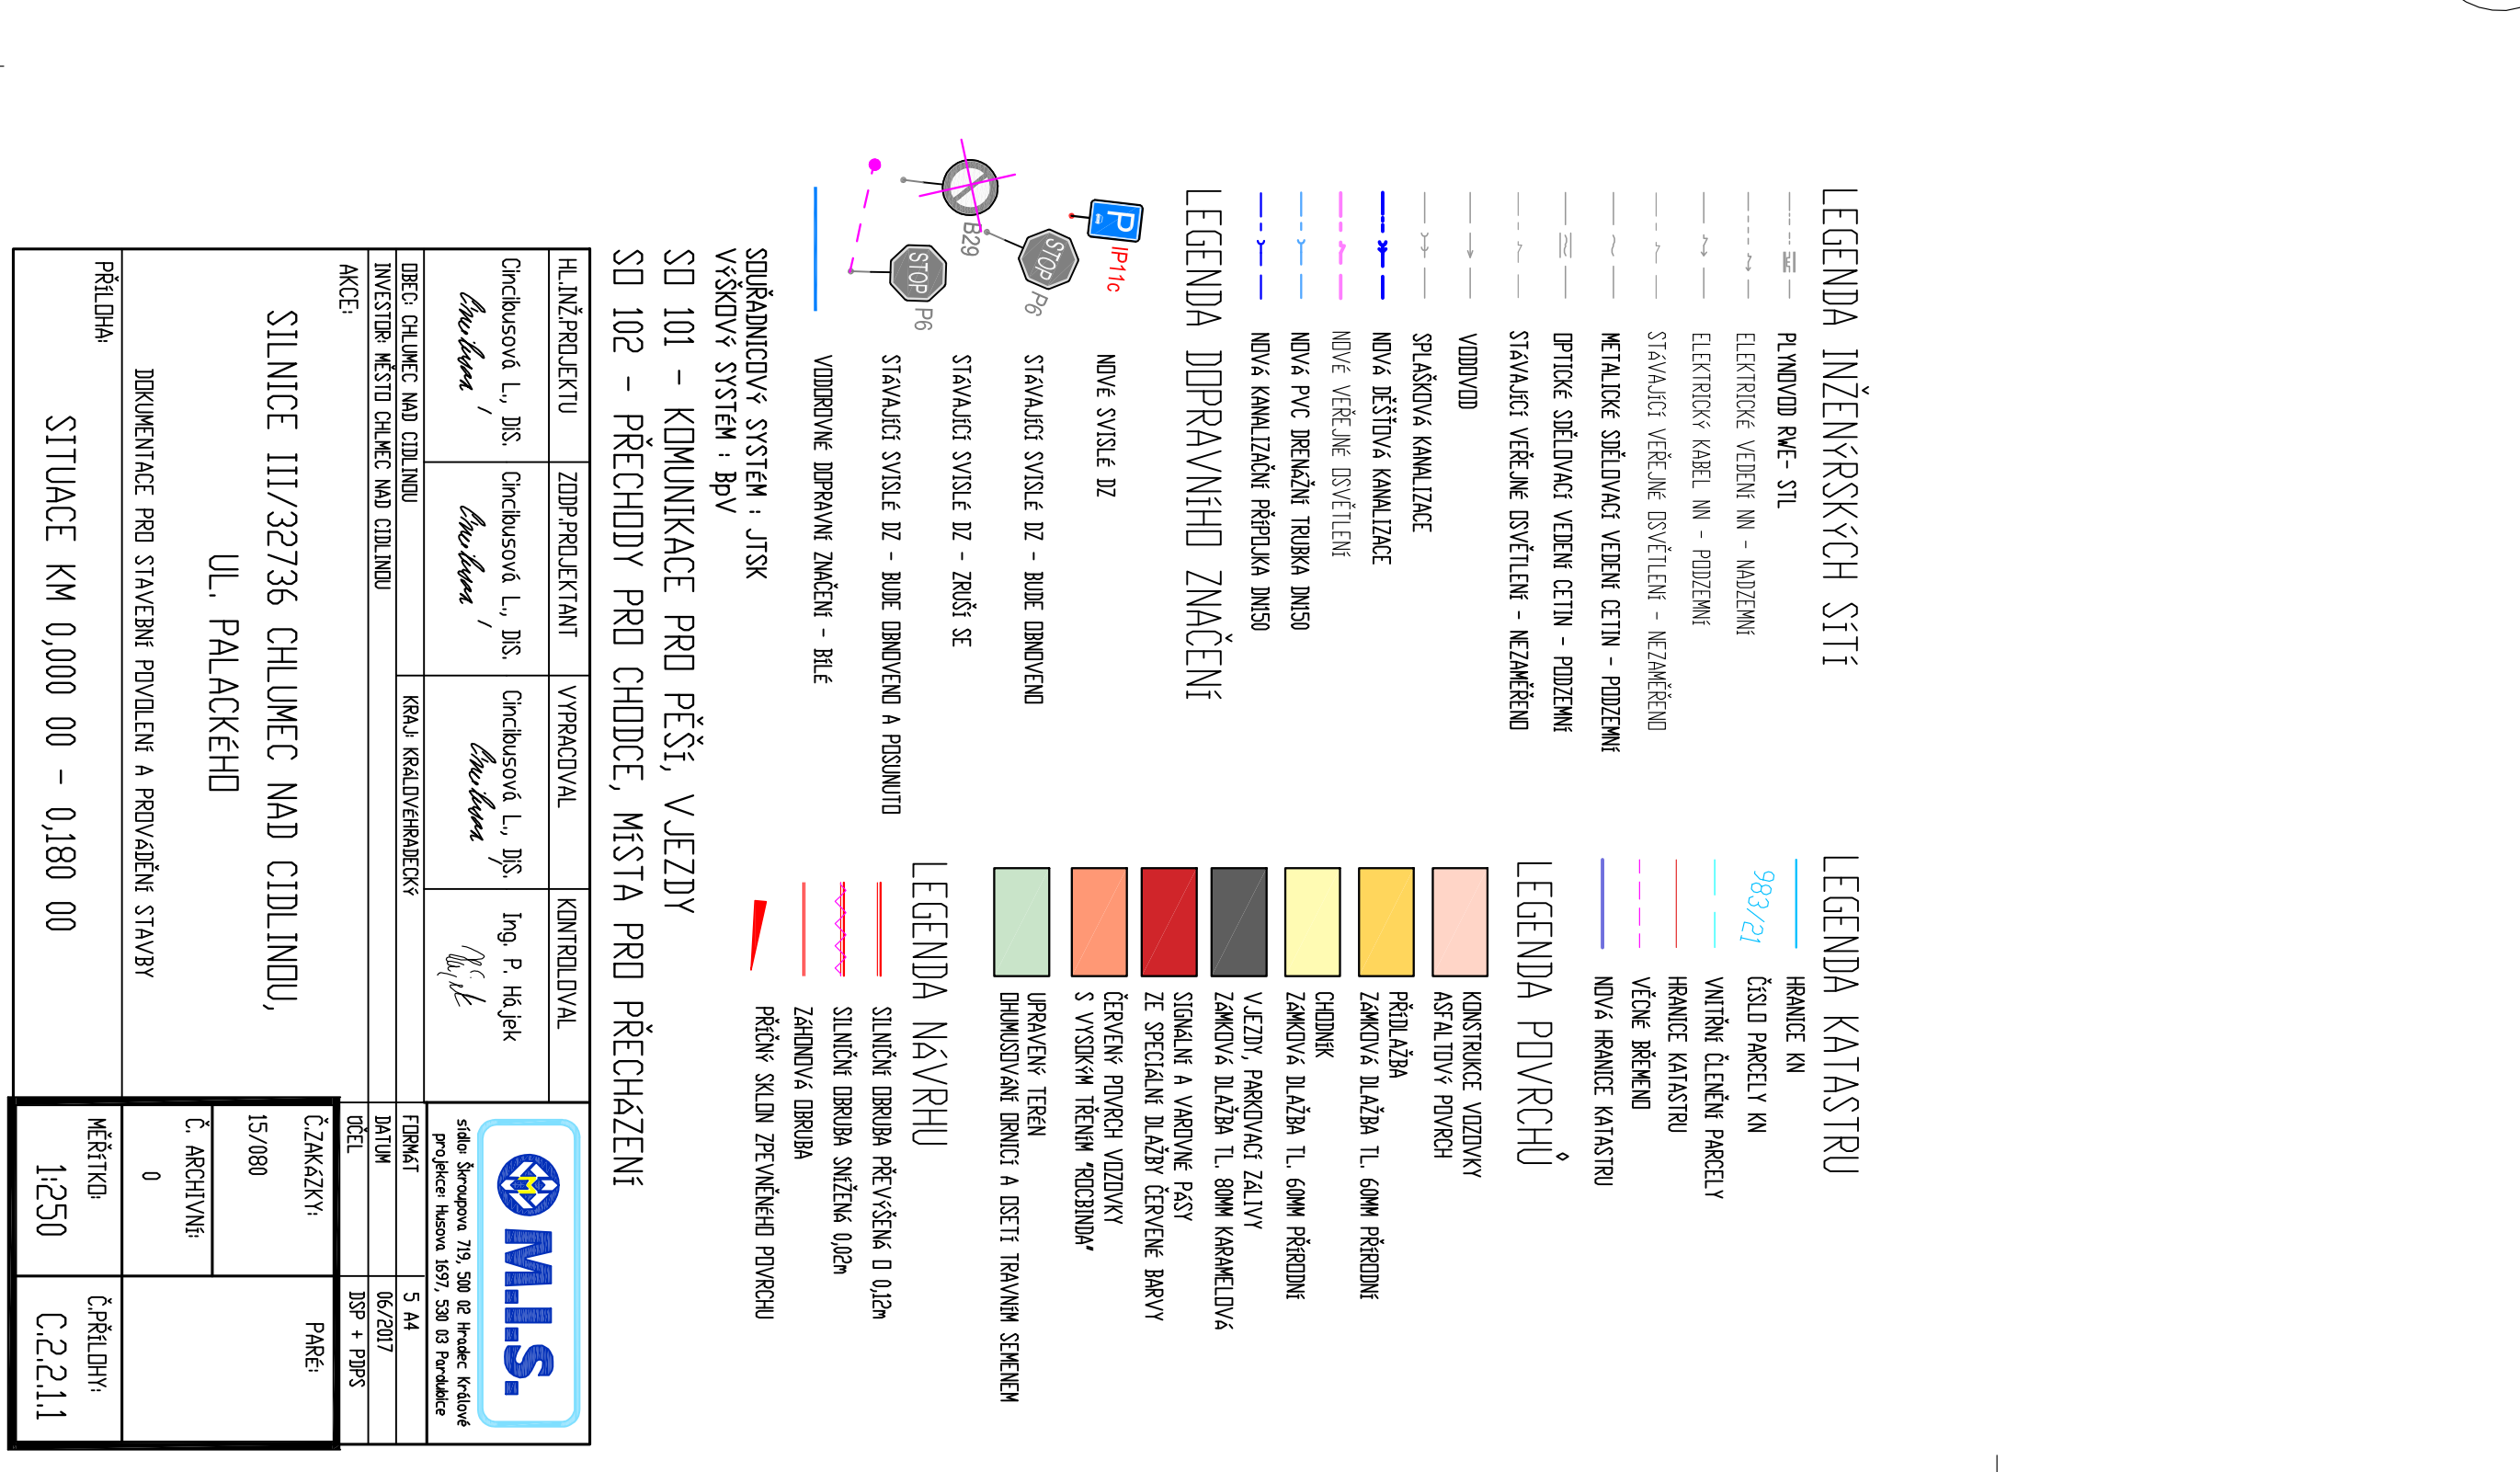 LEGENDA INŽENÝRSKÝCH SÍTÍ
PLYNOVOD RWE- STL
ELEKTRICKÉ VEDENÍ NN - NADZEMNÍ
ELEKTRICKÝ KABEL NN - PODZEMNÍ
STÁVAJÍCÍ VEŘEJNÉ OSVĚTLENÍ - NEZAMĚŘENO
METALICKÉ SDĚLOVACÍ VEDENÍ CETIN - PODZEMNÍ
OPTICKÉ SDĚLOVACÍ VEDENÍ CETIN - PODZEMNÍ
STÁVAJÍCÍ VEŘEJNÉ OSVĚTLENÍ - NEZAMĚŘENO
VODOVOD
SPLAŠKOVÁ KANALIZACE
NOVÁ DĚŠŤOVÁ KANALIZACE
NOVÉ VEŘEJNÉ OSVĚTLENÍ
NOVÁ PVC DRENÁŽNÍ TRUBKA DN150
NOVÁ KANALIZAČNÍ PŘÍPOJKA DN150
LEGENDA DOPRAVNÍHO ZNAČENÍ
P IP11c NOVÉ SVISLÉ DZ
STOP P6 STÁVAJÍCÍ SVISLÉ DZ - BUDE OBNOVENO
B29 STÁVAJÍCÍ SVISLÉ DZ - ZRUŠÍ SE
STOP P6 STÁVAJÍCÍ SVISLÉ DZ - BUDE OBNOVENO A POSUNUTO
VODOROVNÉ DOPRAVNÍ ZNAČENÍ - BÍLÉ
LEGENDA KATASTRU
HRANICE KN
983/21 ČÍSLO PARCELY KN
VNITŘNÍ ČLENĚNÍ PARCELY
HRANICE KATASTRU
VĚCNÉ BŘEMENO
NOVÁ HRANICE KATASTRU
LEGENDA POVRCHŮ
KONSTRUKCE VOZOVKY
ASFALTOVÝ POVRCH
PŘÍDLAŽBA
ZÁMKOVÁ DLAŽBA TL. 60MM PŘÍRODNÍ
CHODNÍK
ZÁMKOVÁ DLAŽBA TL. 60MM PŘÍRODNÍ
VJEZDY, PARKOVACÍ ZÁLIVY
ZÁMKOVÁ DLAŽBA TL. 80MM KARAMELOVÁ
SIGNÁLNÍ A VAROVNÉ PÁSY
ZE SPECIÁLNÍ DLAŽBY ČERVENÉ BARVY
ČERVENÝ POVRCH VOZOVKY
S VYSOKÝM TŘENÍM "ROCBINDA"
UPRAVENÝ TERÉN
OHUMUSOVÁNÍ ORNICÍ A OSETÍ TRAVNÍM SEMENEM
LEGENDA NÁVRHU
SILNIČNÍ OBRUBA PŘEVÝŠENÁ O 0,12m
SILNIČNÍ OBRUBA SNÍŽENÁ 0,02m
ZÁHONOVÁ OBRUBA
PŘÍČNÝ SKLON ZPEVNĚNÉHO POVRCHU
SOUŘADNICOVÝ SYSTÉM : JTSK
VÝŠKOVÝ SYSTÉM : BpV
SO 101 - KOMUNIKACE PRO PĚŠÍ, VJEZDY
SO 102 - PŘECHODY PRO CHODCE, MÍSTA PRO PŘECHÁZENÍ
HL.INŽ.PROJEKTU ZODP.PROJEKTANT VYPRACOVAL KONTROLOVAL
Cincibusová L., DiS. Cincibusová L., DiS. Cincibusová L., DiS. Ing. P. Hájek
M.I.S.
sídlo: Škroupova 719, 500 02 Hradec Králové
projekce: Husova 1697, 530 03 Pardubice
OBEC: CHLUMEC NAD CIDLINOU KRAJ: KRÁLOVÉHRADECKÝ
INVESTOR: MĚSTO CHLMEC NAD CIDLINOU
FORMÁT 5 A4
DATUM 06/2017
ÚČEL DSP + PDPS
AKCE:
SILNICE III/32736 CHLUMEC NAD CIDLINOU,
UL. PALACKÉHO
DOKUMENTACE PRO STAVEBNÍ POVOLENÍ A PROVÁDĚNÍ STAVBY
Č.ZAKÁZKY: PARÉ:
15/080
Č. ARCHIVNÍ:
0
PŘÍLOHA:
SITUACE KM 0,000 00 - 0,180 00
MĚŘÍTKO: Č.PŘÍLOHY:
1:250 C.2.2.1.1